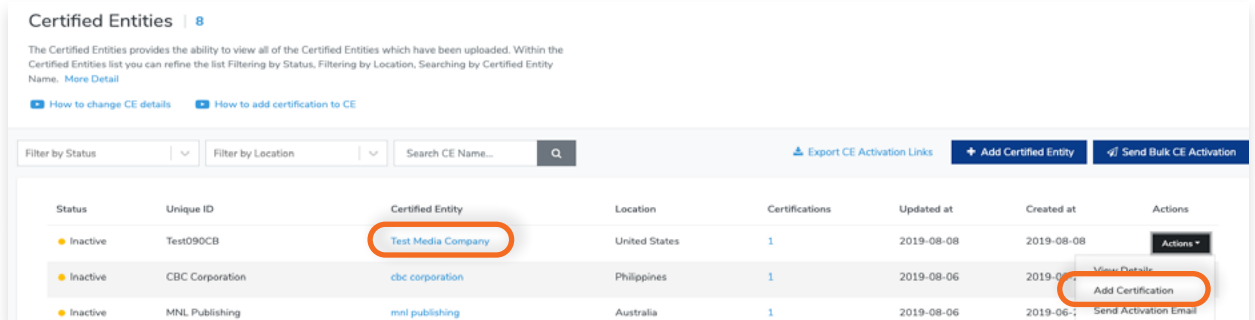 Certified Entities | 8
The Certified Entities provides the ability to view all of the Certified Entities which have been uploaded. Within the
Certified Entities list you can refine the list Filtering by Status, Filtering by Location, Searching by Certified Entity
Name. More Detail
How to change CE details How to add certification to CE
Filter by Status Filter by Location Search CE Name... Export CE Activation Links + Add Certified Entity Send Bulk CE Activation
Status Unique ID Certified Entity Location Certifications Updated at Created at Actions
Inactive Test090CB Test Media Company United States 1 2019-08-08 2019-08-08 Actions
View Details
Inactive CBC Corporation cbc corporation Philippines 1 2019-08-06
Add Certification
Inactive MNL Publishing mnl publishing Australia 1 2019-08-06 2019-06- Send Activation Email